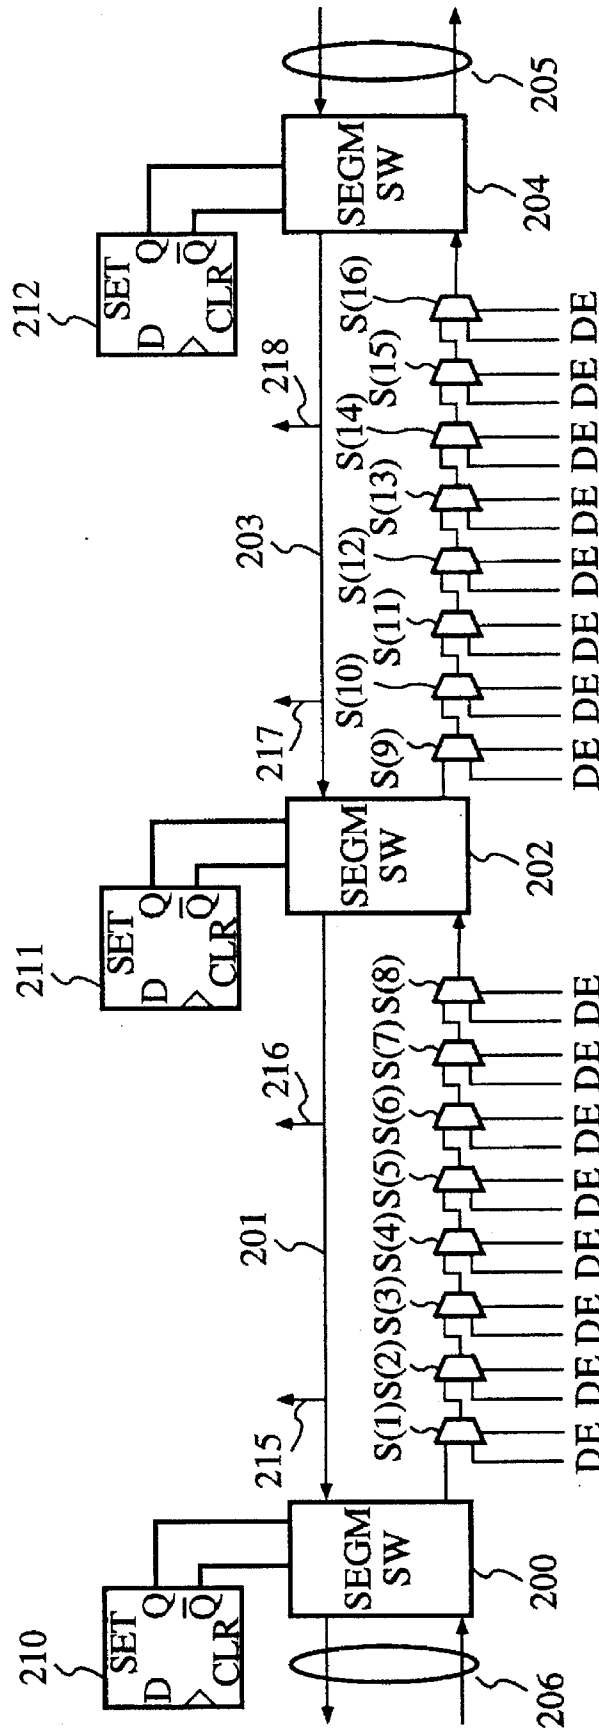 210
SET
D Q
Q̅
CLR
211
SET
D Q
Q̅
CLR
212
SET
D Q
Q̅
CLR
215 201 216 217 203 218
SEGM
SW
SEGM
SW
SEGM
SW
S(1) S(2) S(3) S(4) S(5) S(6) S(7) S(8) S(9) S(10) S(11) S(12) S(13) S(14) S(15) S(16)
206 200 202 204 205
DE DE DE DE DE DE DE DE DE DE DE DE DE DE DE DE